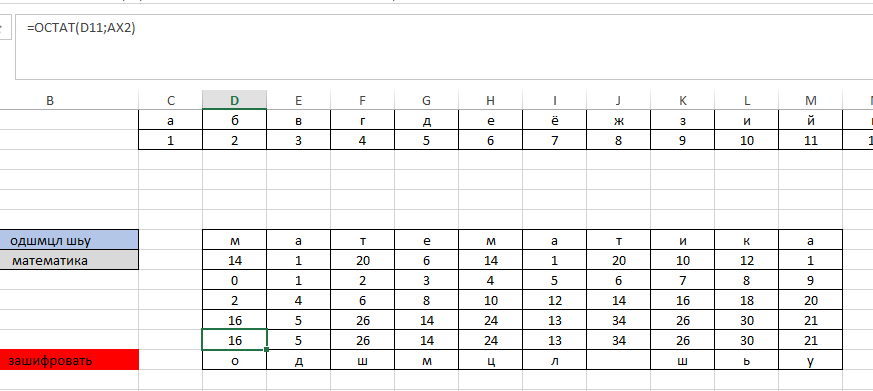 =ОСТАТ(D11;AX2)
B C D E F G H I J K L M
а б в г д е ё ж з и й
1 2 3 4 5 6 7 8 9 10 11
одшмцл шьу м а т е м а т и к а
математика 14 1 20 6 14 1 20 10 12 1
0 1 2 3 4 5 6 7 8 9
2 4 6 8 10 12 14 16 18 20
16 5 26 14 24 13 34 26 30 21
16 5 26 14 24 13 34 26 30 21
зашифровать о д ш м ц л ш ь у